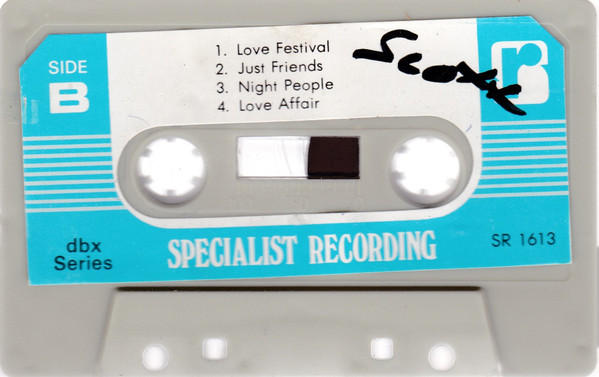 SIDE
B
1. Love Festival
2. Just Friends
3. Night People
4. Love Affair
Scott
r
dbx
Series
SPECIALIST RECORDING
SR 1613